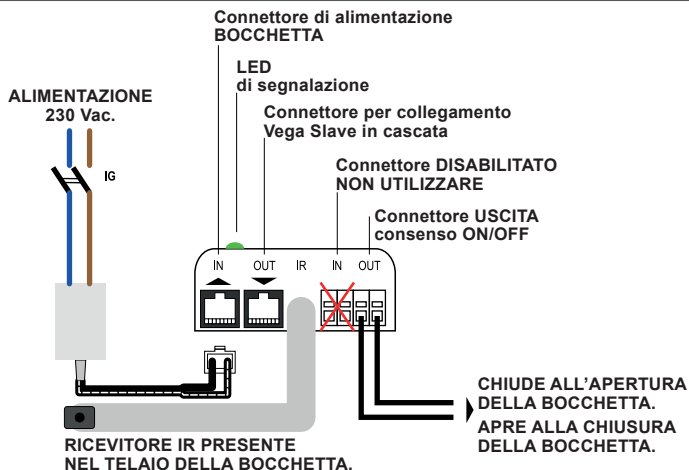 Connettore di alimentazione
BOCCHETTA
LED
di segnalazione
ALIMENTAZIONE
230 Vac.
Connettore per collegamento
Vega Slave in cascata
IG
Connettore DISABILITATO
NON UTILIZZARE
Connettore USCITA
consenso ON/OFF
IN OUT IR IN OUT
CHIUDE ALL'APERTURA
DELLA BOCCHETTA.
APRE ALLA CHIUSURA
DELLA BOCCHETTA.
RICEVITORE IR PRESENTE
NEL TELAIO DELLA BOCCHETTA.